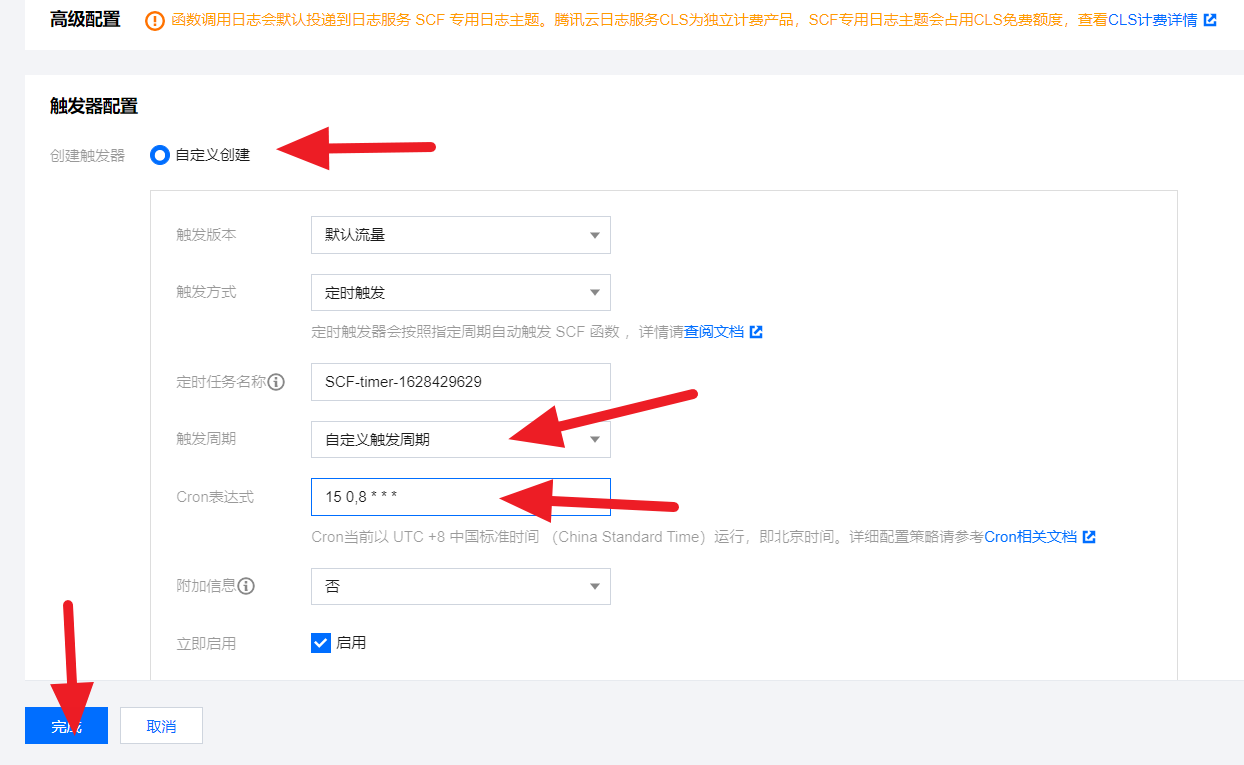 高级配置 函数调用日志会默认投递到日志服务 SCF 专用日志主题。腾讯云日志服务CLS为独立计费产品，SCF专用日志主题会占用CLS免费额度，查看CLS计费详情
触发器配置
创建触发器 自定义创建
触发版本 默认流量
触发方式 定时触发
定时触发器会按照指定周期自动触发 SCF 函数 ，详情请查阅文档
定时任务名称 SCF-timer-1628429629
触发周期 自定义触发周期
Cron表达式 15 0,8 * * *
Cron当前以 UTC +8 中国标准时间 （China Standard Time）运行，即北京时间。详细配置策略请参考Cron相关文档
附加信息 否
立即启用 启用
完成 取消